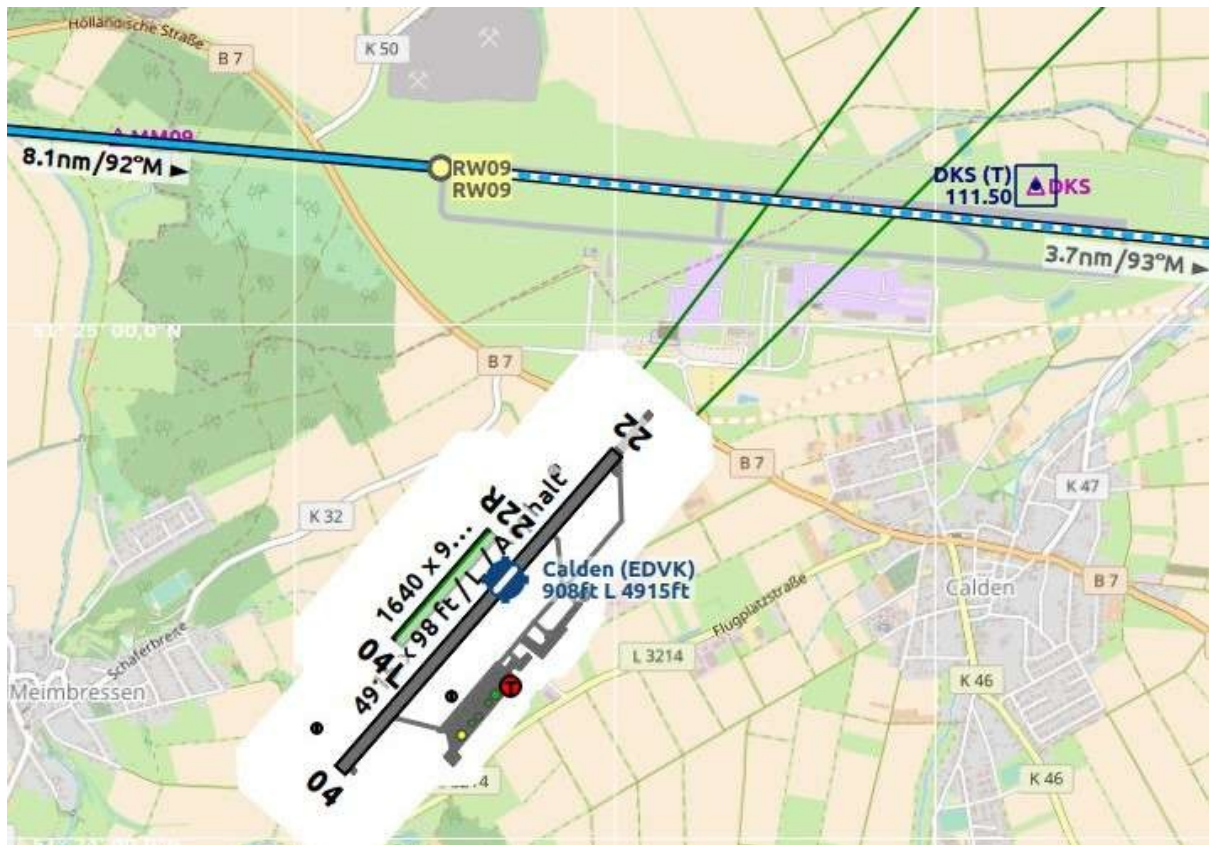 Holländische Straße
K 50
B 7
MM09
8.1nm/92°M ►
RW09
RW09
DKS (T)
111.50
DKS
3.7nm/93°M ►
B 7
22
B 7
K 47
K 32
22R
1640 x 9...
Calden (EDVK)
908ft L 4915ft
Calden
B 7
Flugplatzstraße
04L
x 98 ft / L / A
halt
L 3214
Schäferbreite
Meimbressen
K 46
04
K 46